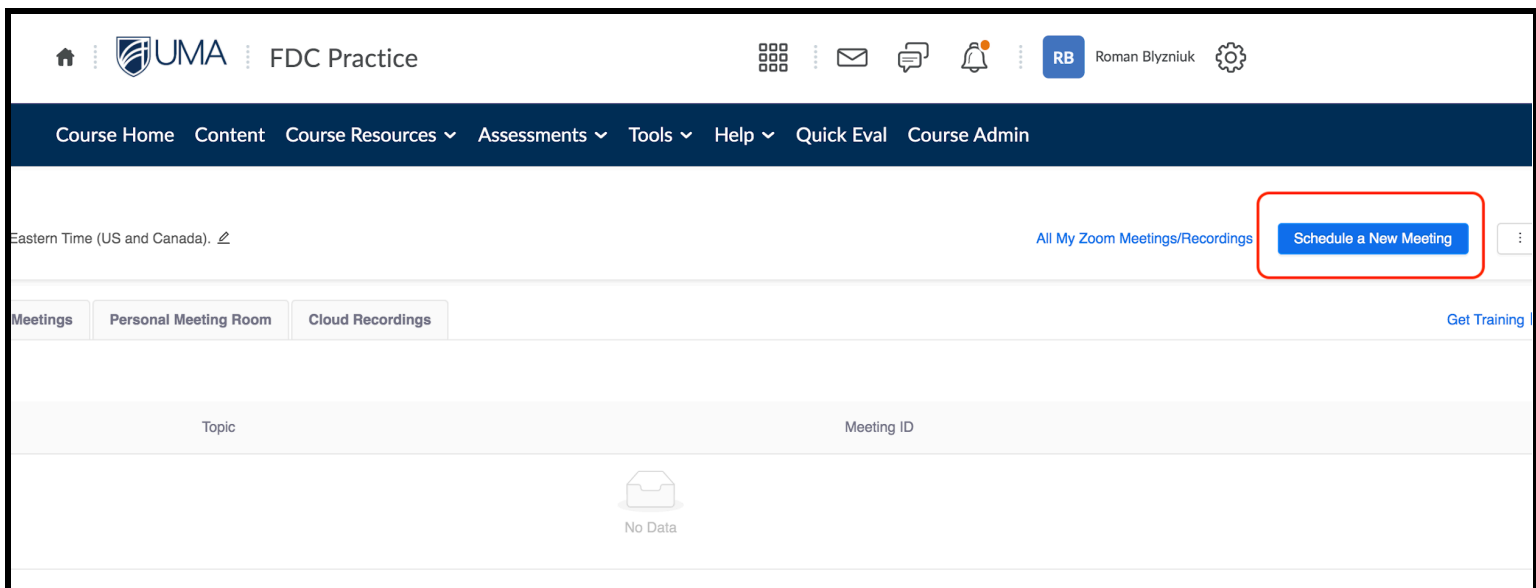 UMA FDC Practice RB Roman Blyzniuk
Course Home Content Course Resources Assessments Tools Help Quick Eval Course Admin
Eastern Time (US and Canada). All My Zoom Meetings/Recordings Schedule a New Meeting
Meetings Personal Meeting Room Cloud Recordings Get Training
Topic Meeting ID
No Data